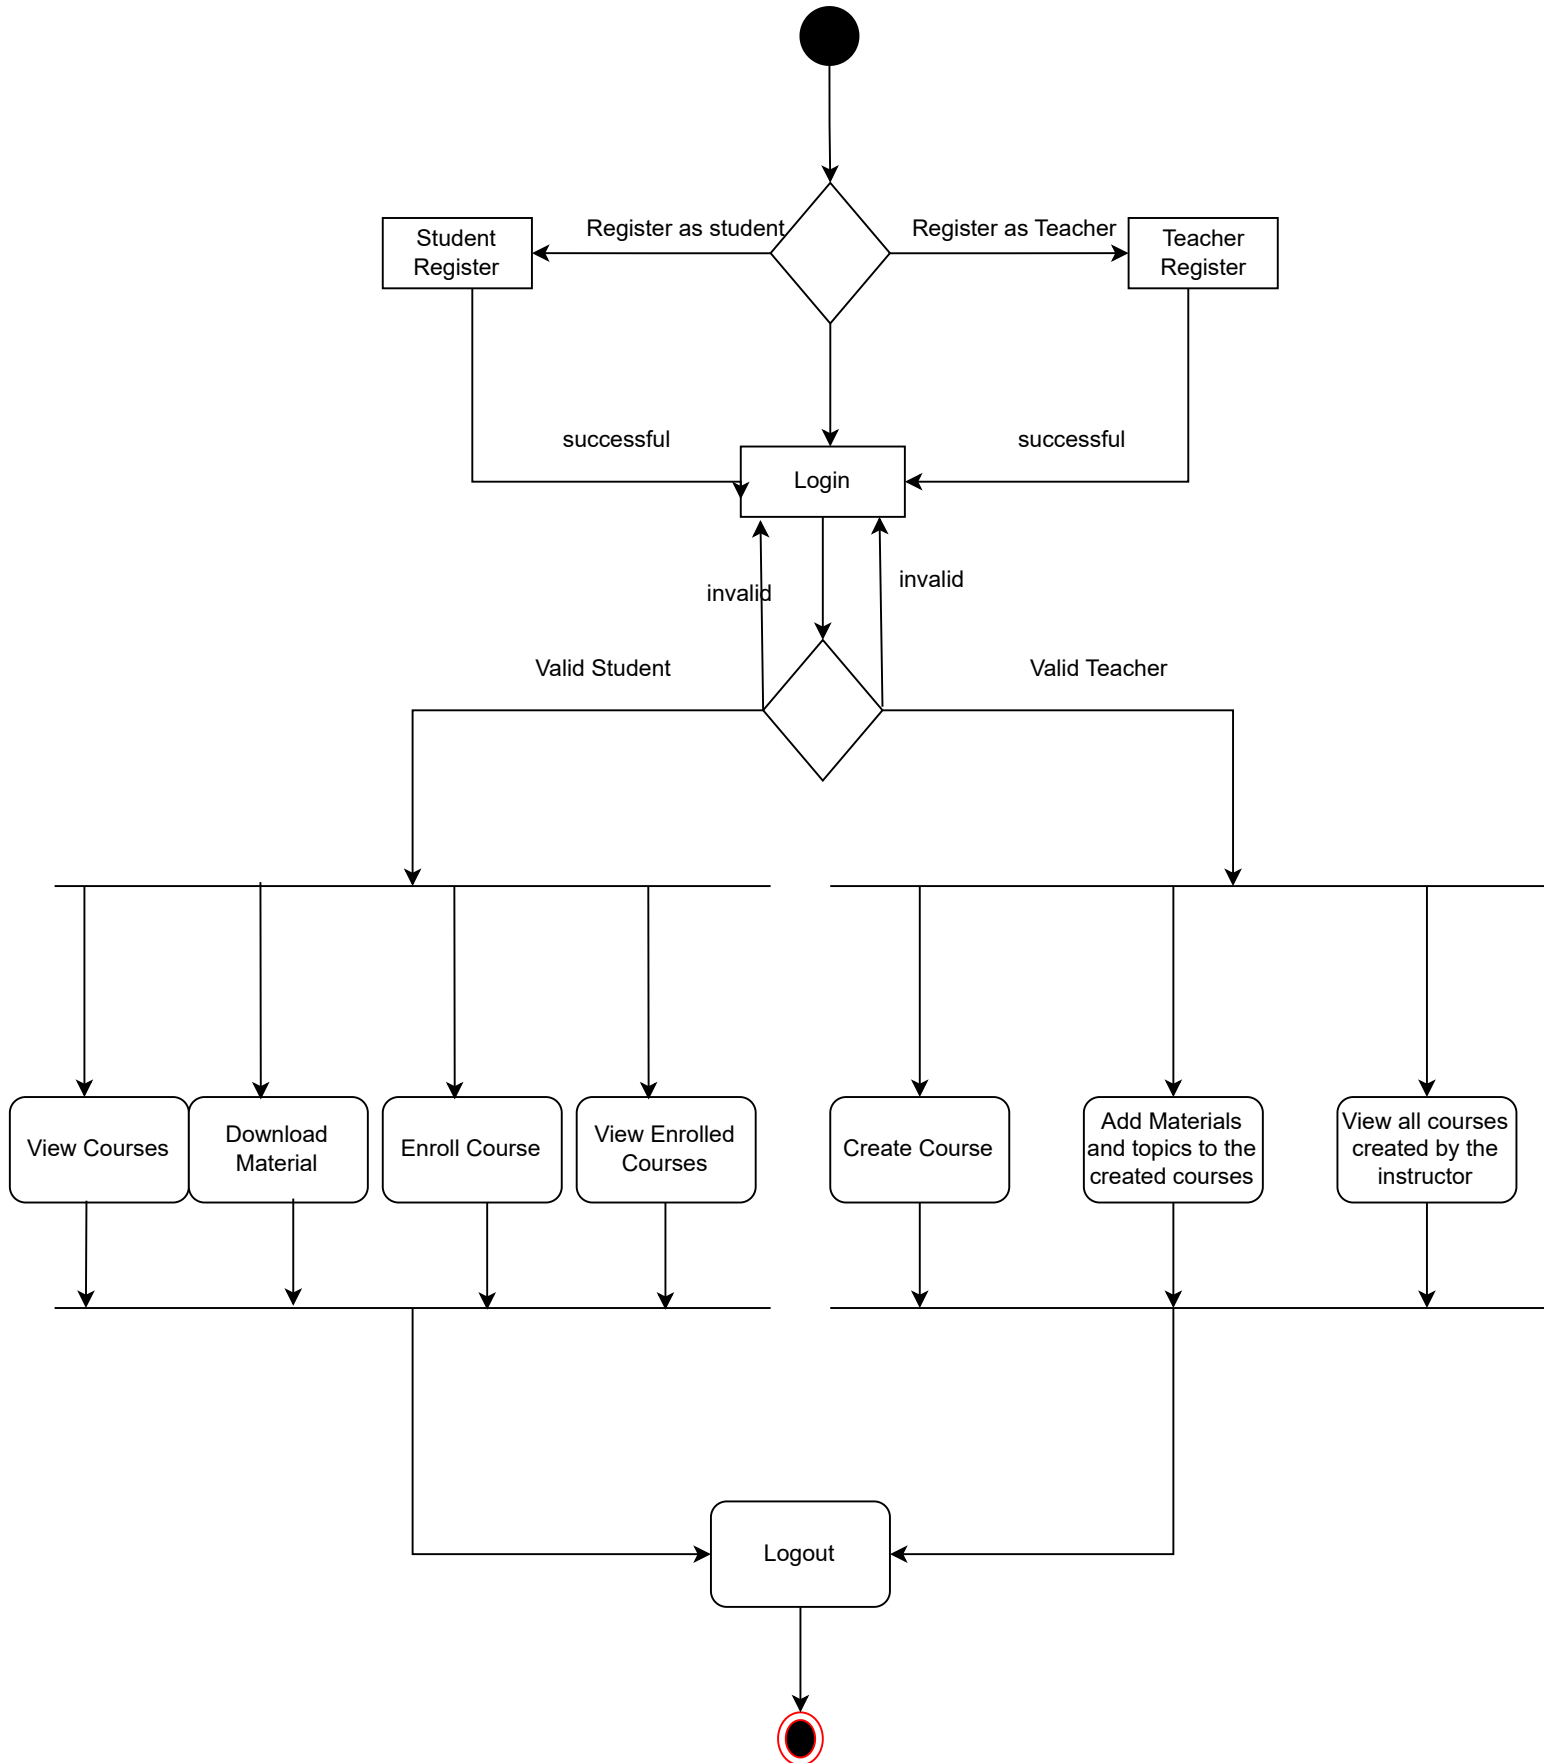 Register as student
Register as Teacher
Student
Register
Teacher
Register
successful
successful
Login
invalid
invalid
Valid Student
Valid Teacher
View Courses
Download
Material
Enroll Course
View Enrolled
Courses
Create Course
Add Materials
and topics to the
created courses
View all courses
created by the
instructor
Logout